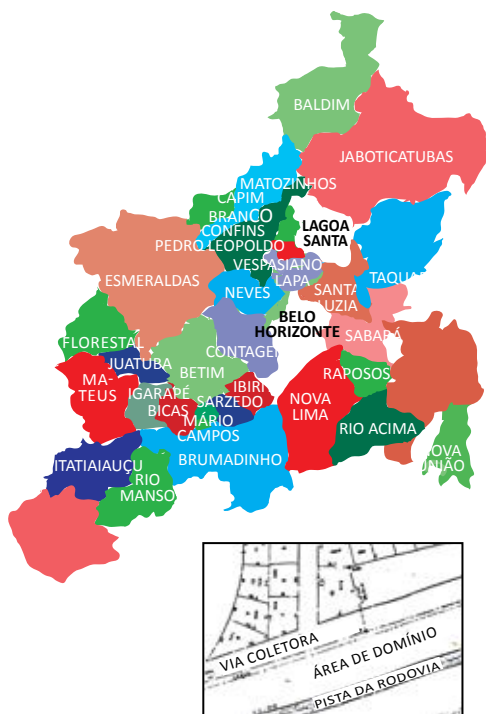 BALDIM
JABOTICATUBAS
MATOZINHOS
CAPIM
BRANCO
CONFINS
PEDRO LEOPOLDO
LAGOA
SANTA
VESPASIANO
LAPA
ESMERALDAS
NEVES
SANTA
LUZIA
TAQUA
BELO
HORIZONTE
SABARÁ
FLORESTAL
CONTAGEM
JUATUBA
BETIM
RAPOSOS
MA-
TEUS
IGARAPÉ
BICAS
IBIRI
SARZEDO
NOVA
LIMA
MÁRIO
CAMPOS
RIO ACIMA
BRUMADINHO
NOVA
UNIÃO
ITATIAIAUÇU
RIO
MANSO
VIA COLETORA
ÁREA DE DOMÍNIO
PISTA DA RODOVIA